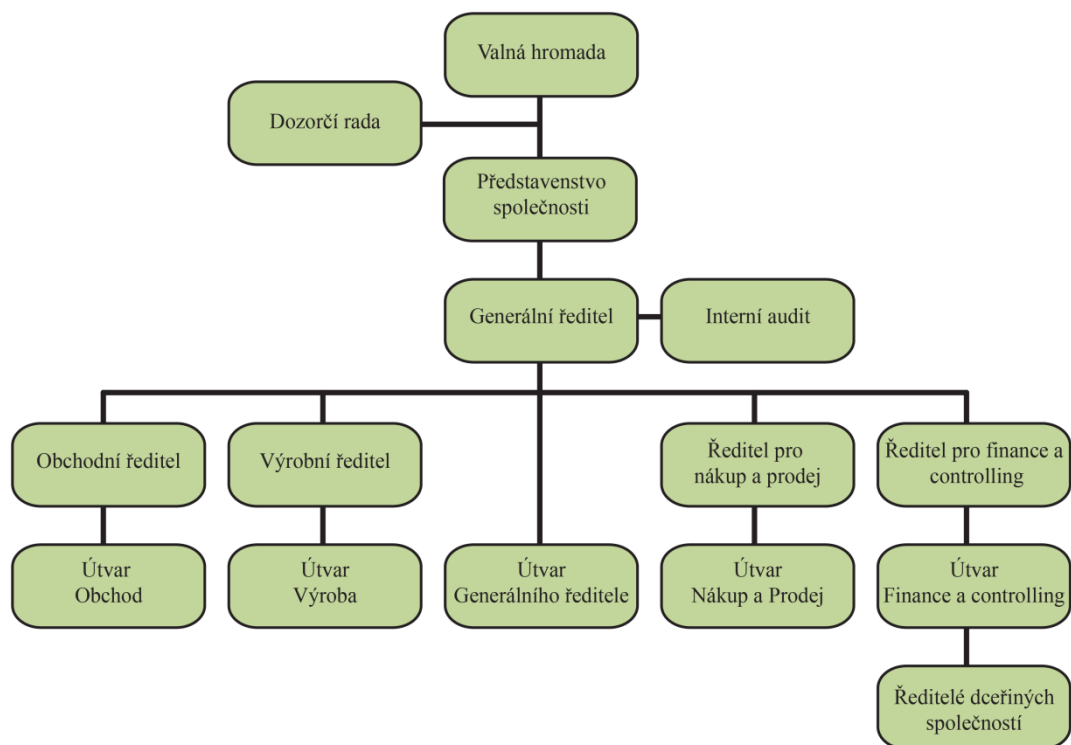 Valná hromada
Dozorčí rada
Představenstvo
společnosti
Generální ředitel
Interní audit
Obchodní ředitel
Výrobní ředitel
Ředitel pro
nákup a prodej
Ředitel pro finance a
controlling
Útvar
Obchod
Útvar
Výroba
Útvar
Generálního ředitele
Útvar
Nákup a Prodej
Útvar
Finance a controlling
Ředitelé dceřiných
společností